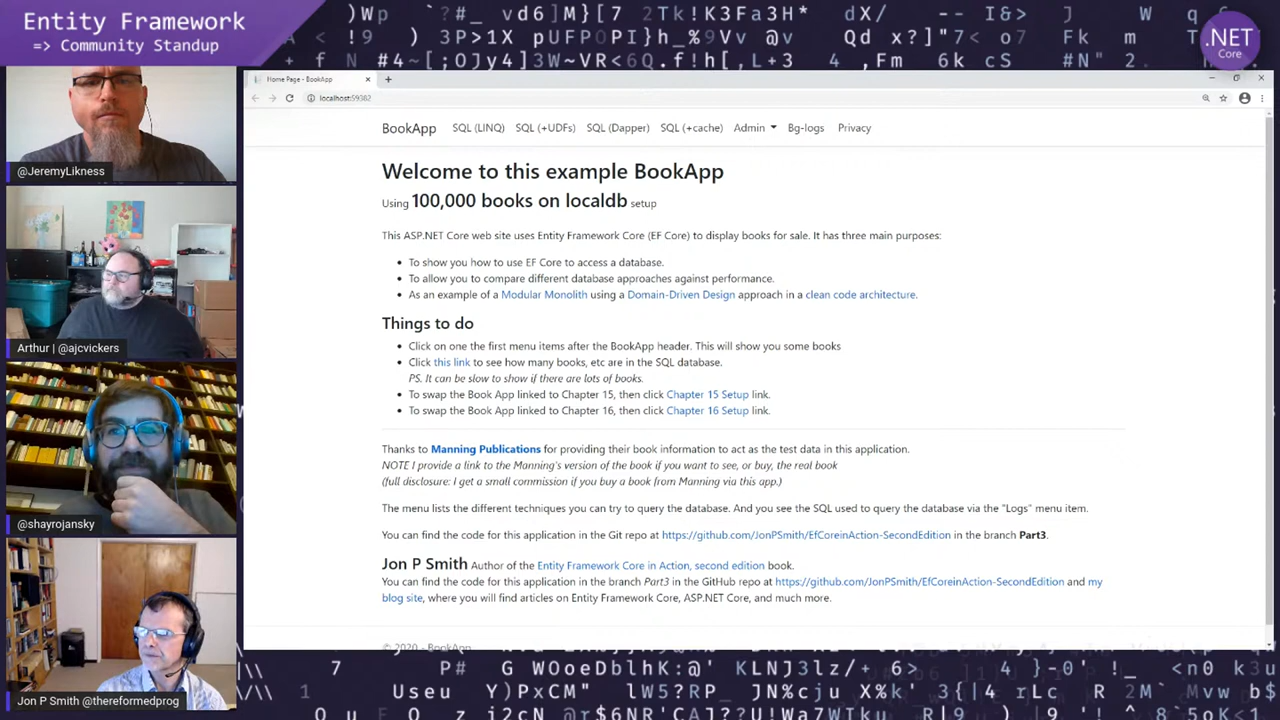 Entity Framework
=> Community Standup
.NET
Core
@JeremyLikness
Arthur | @ajcvickers
@shayrojansky
Jon P Smith @thereformedprog
Home Page - BookApp
localhost:59382
BookApp SQL (LINQ) SQL (+UDFs) SQL (Dapper) SQL (+cache) Admin Bg-logs Privacy
Welcome to this example BookApp
Using 100,000 books on localdb setup
This ASP.NET Core web site uses Entity Framework Core (EF Core) to display books for sale. It has three main purposes:
To show you how to use EF Core to access a database.
To allow you to compare different database approaches against performance.
As an example of a Modular Monolith using a Domain-Driven Design approach in a clean code architecture.
Things to do
Click on one the first menu items after the BookApp header. This will show you some books
Click this link to see how many books, etc are in the SQL database.
PS. It can be slow to show if there are lots of books.
To swap the Book App linked to Chapter 15, then click Chapter 15 Setup link.
To swap the Book App linked to Chapter 16, then click Chapter 16 Setup link.
Thanks to Manning Publications for providing their book information to act as the test data in this application.
NOTE I provide a link to the Manning's version of the book if you want to see, or buy, the real book
(full disclosure: I get a small commission if you buy a book from Manning via this app.)
The menu lists the different techniques you can try to query the database. And you see the SQL used to query the database via the "Logs" menu item.
You can find the code for this application in the Git repo at https://github.com/JonPSmith/EfCoreinAction-SecondEdition in the branch Part3.
Jon P Smith Author of the Entity Framework Core in Action, second edition book.
You can find the code for this application in the branch Part3 in the GitHub repo at https://github.com/JonPSmith/EfCoreinAction-SecondEdition and my
blog site, where you will find articles on Entity Framework Core, ASP.NET Core, and much more.
© 2020 - BookApp